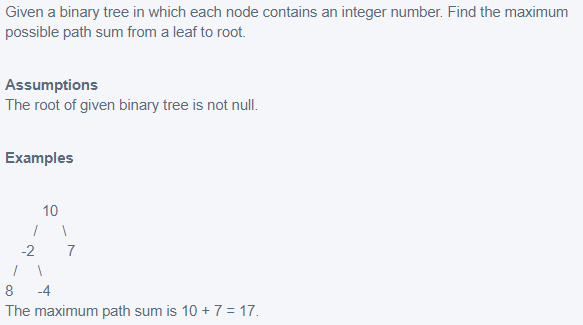 Given a binary tree in which each node contains an integer number. Find the maximum
possible path sum from a leaf to root.
Assumptions
The root of given binary tree is not null.
Examples
10
/ \
-2 7
/ \
8 -4
The maximum path sum is 10 + 7 = 17.